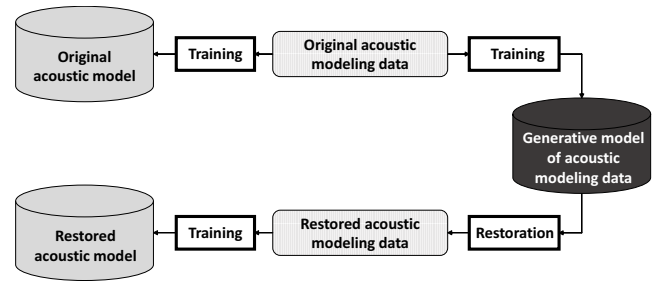 Original
acoustic model
Training
Original acoustic
modeling data
Training
Generative model
of acoustic
modeling data
Restored
acoustic model
Training
Restored acoustic
modeling data
Restoration